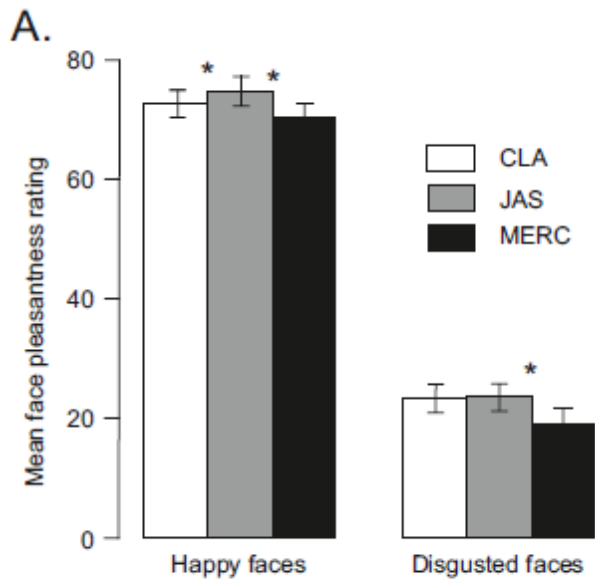 A.
Mean face pleasantness rating
80
60
40
20
0
* *
*
CLA
JAS
MERC
Happy faces
Disgusted faces